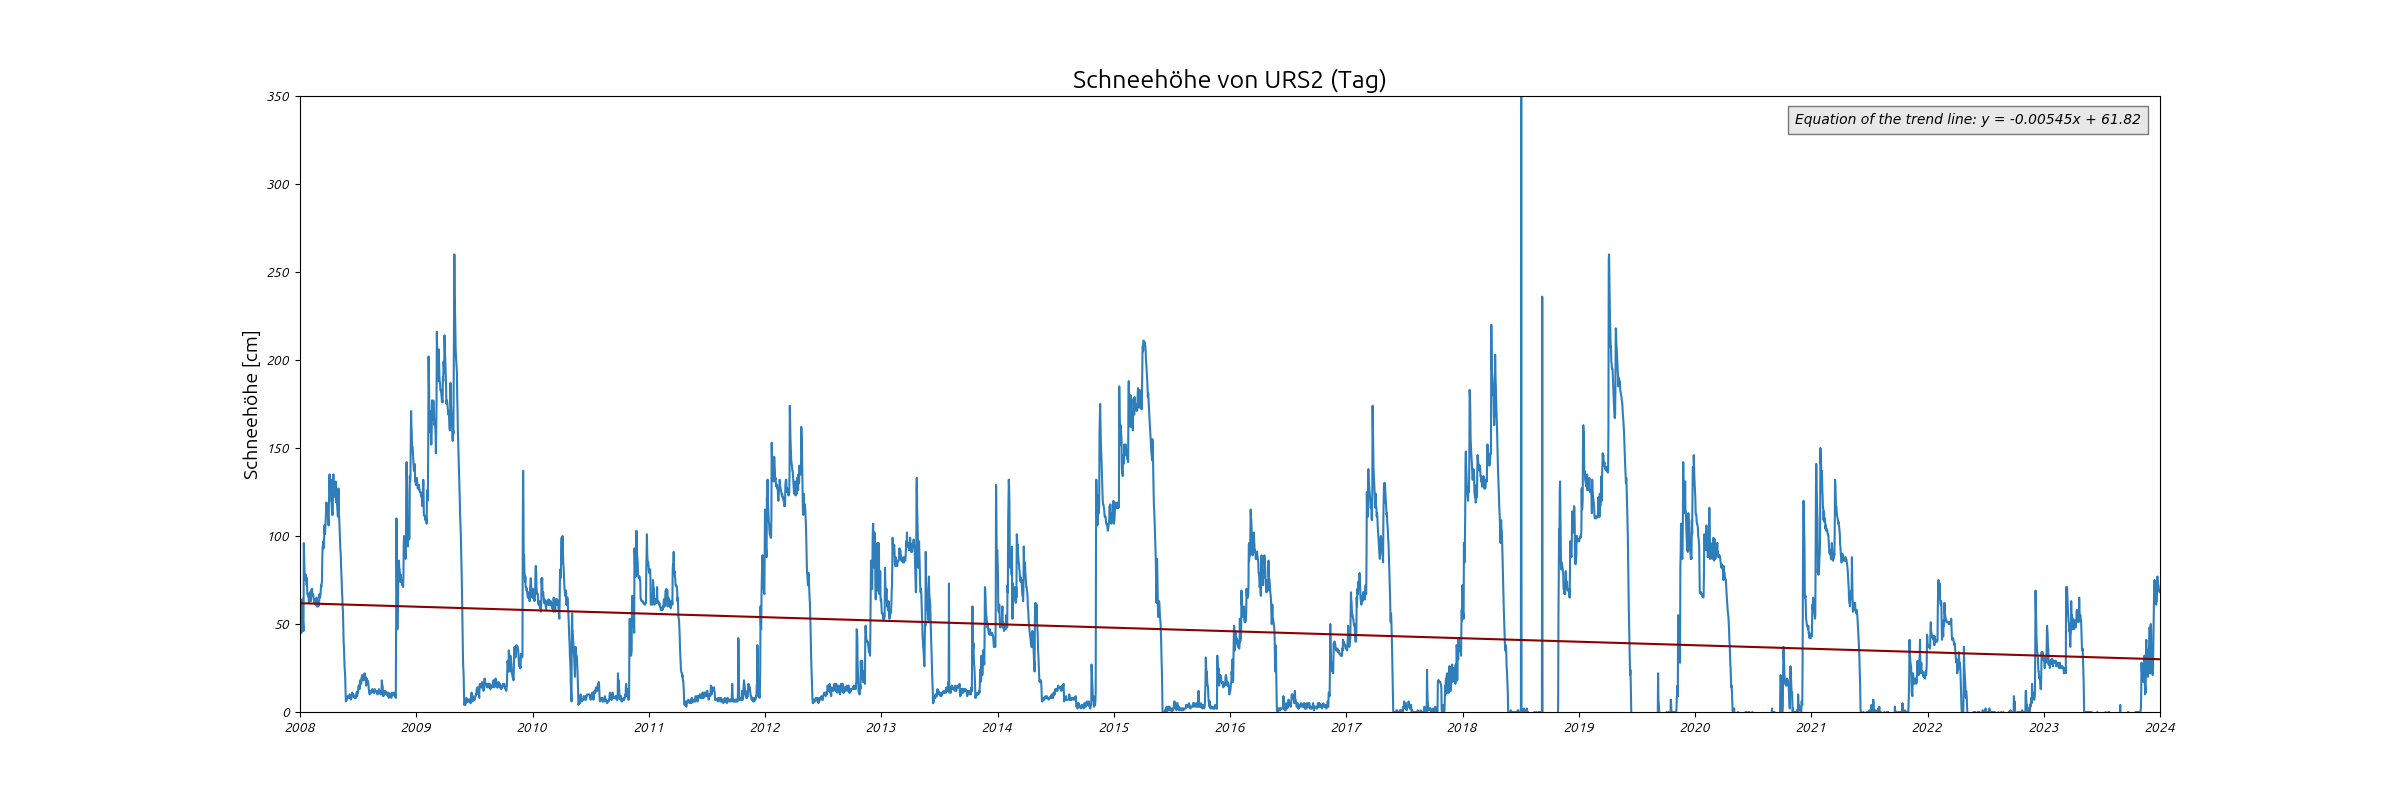 Schneehöhe von URS2 (Tag)
Equation of the trend line: y = -0.00545x + 61.82
Schneehöhe [cm]
350
300
250
200
150
100
50
0
2008 2009 2010 2011 2012 2013 2014 2015 2016 2017 2018 2019 2020 2021 2022 2023 2024